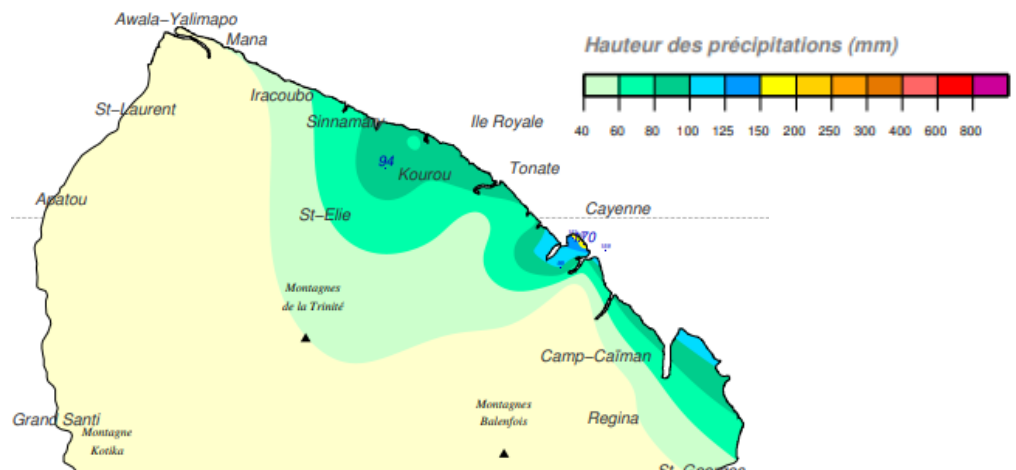 Awala−Yalimapo
Mana
Hauteur des précipitations (mm)
Iracoubo
St−Laurent
Sinnamary
Ile Royale
40 60 80 100 125 150 200 250 300 400 600 800
94
Kourou
Tonate
Apatou
St−Elie
Cayenne
Montagnes
de la Trinité
Camp−Caïman
Montagnes
Balenfois
Regina
Grand Santi
Montagne
Kotika
St−Georges